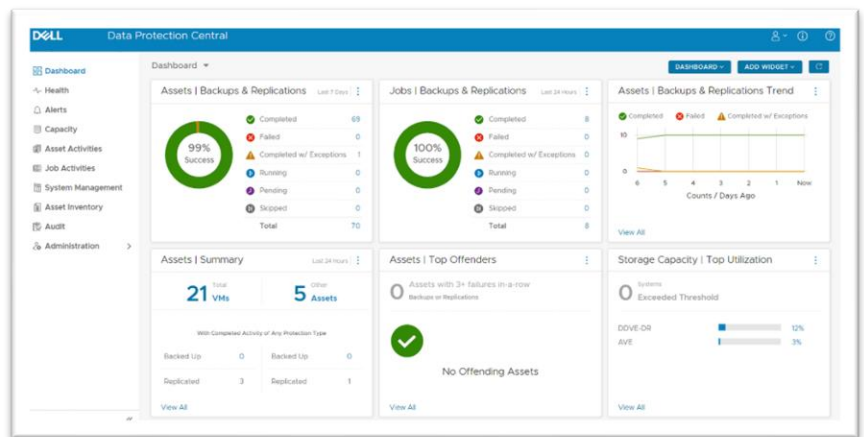 DELL Data Protection Central
Dashboard
Health
Alerts
Capacity
Asset Activities
Job Activities
System Management
Asset Inventory
Audit
Administration
Dashboard
DASHBOARD
ADD WIDGET
Assets | Backups & Replications Last 7 Days
99%
Success
Completed 69
Failed 0
Completed w/ Exceptions 1
Running 0
Pending 0
Skipped 0
Total 70
Jobs | Backups & Replications Last 24 Hours
100%
Success
Completed 8
Failed 0
Completed w/ Exceptions 0
Running 0
Pending 0
Skipped 0
Total 8
Assets | Backups & Replications Trend
Completed Failed Completed w/ Exceptions
10
0
6 5 4 3 2 1 Now
Counts / Days Ago
View All
Assets | Summary Last 24 Hours
21 Total VMs
5 Other Assets
With Completed Activity of Any Protection Type
Backed Up 0 Backed Up 0
Replicated 3 Replicated 1
View All
Assets | Top Offenders
0 Assets with 3+ failures in-a-row
Backups or Replications
No Offending Assets
View All
Storage Capacity | Top Utilization
0 Systems
Exceeded Threshold
DDVE-DR 12%
AVE 3%
View All